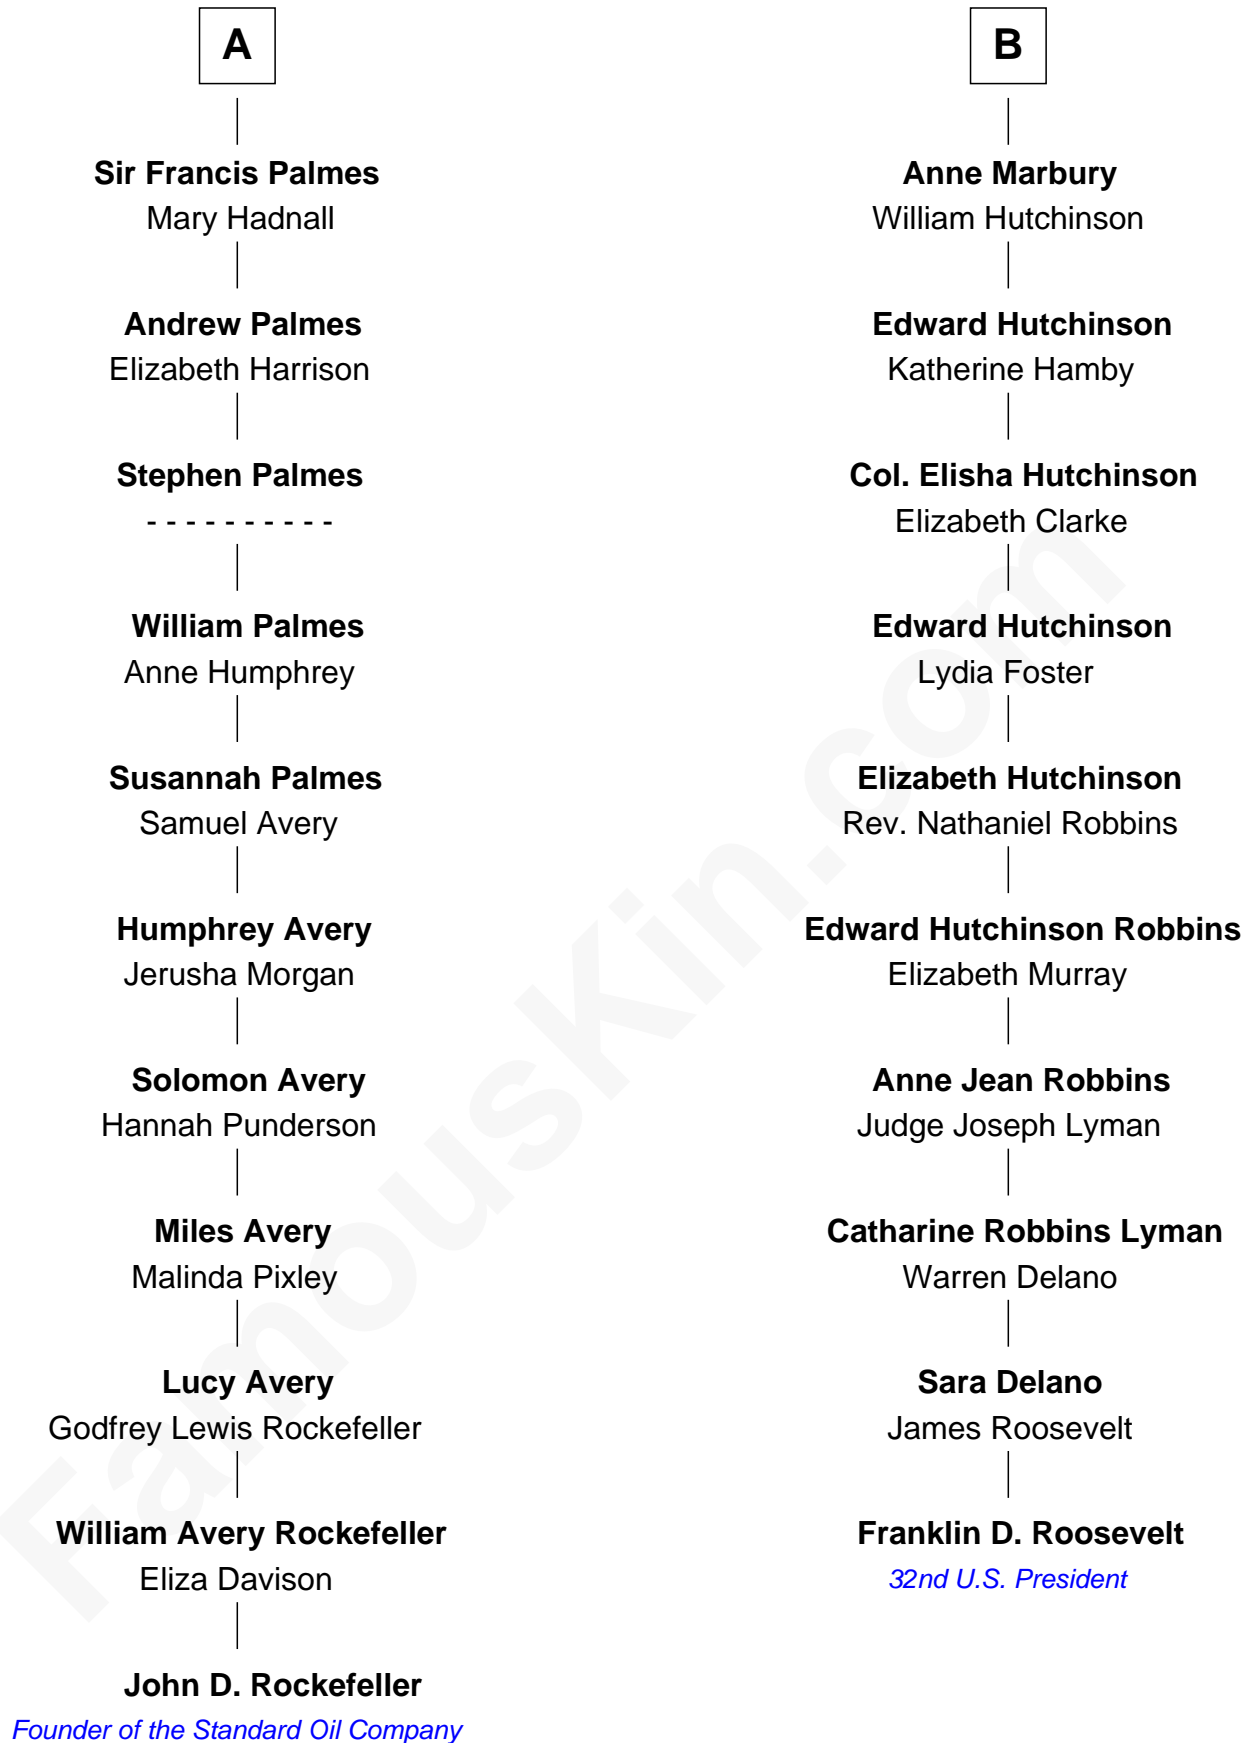 A
Sir Francis Palmes
Mary Hadnall
Andrew Palmes
Elizabeth Harrison
Stephen Palmes
- - - - - - - - - -
William Palmes
Anne Humphrey
Susannah Palmes
Samuel Avery
Humphrey Avery
Jerusha Morgan
Solomon Avery
Hannah Punderson
Miles Avery
Malinda Pixley
Lucy Avery
Godfrey Lewis Rockefeller
William Avery Rockefeller
Eliza Davison
John D. Rockefeller
Founder of the Standard Oil Company
B
Anne Marbury
William Hutchinson
Edward Hutchinson
Katherine Hamby
Col. Elisha Hutchinson
Elizabeth Clarke
Edward Hutchinson
Lydia Foster
Elizabeth Hutchinson
Rev. Nathaniel Robbins
Edward Hutchinson Robbins
Elizabeth Murray
Anne Jean Robbins
Judge Joseph Lyman
Catharine Robbins Lyman
Warren Delano
Sara Delano
James Roosevelt
Franklin D. Roosevelt
32nd U.S. President
FamousKin.com